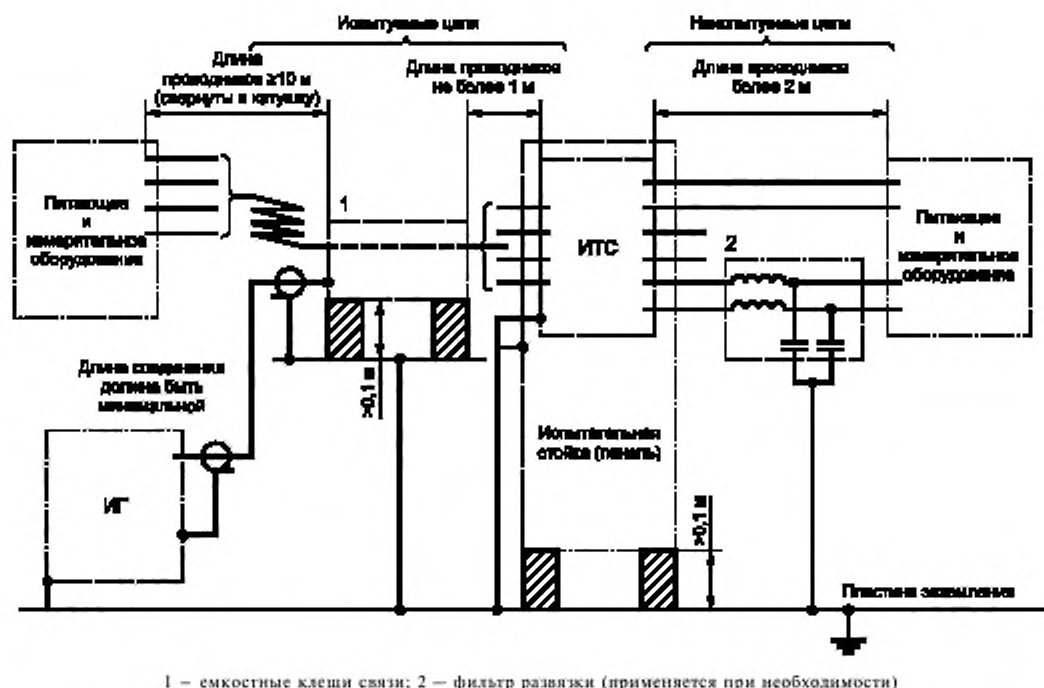 Испытуемые цепи
Неиспытуемые цепи
Длина
проводников ≥10 м
(свернуты в катушку)
Длина проводников
не более 1 м
Длина проводников
более 2 м
Питающее
и
измерительное
оборудование
1
ИТС
2
Питающее
и
измерительное
оборудование
>0,1 м
Длина соединения
должна быть
минимальной
ИГ
Испытательная
стойка (панель)
>0,1 м
Пластина заземления
1 – емкостные клещи связи; 2 — фильтр развязки (применяется при необходимости)